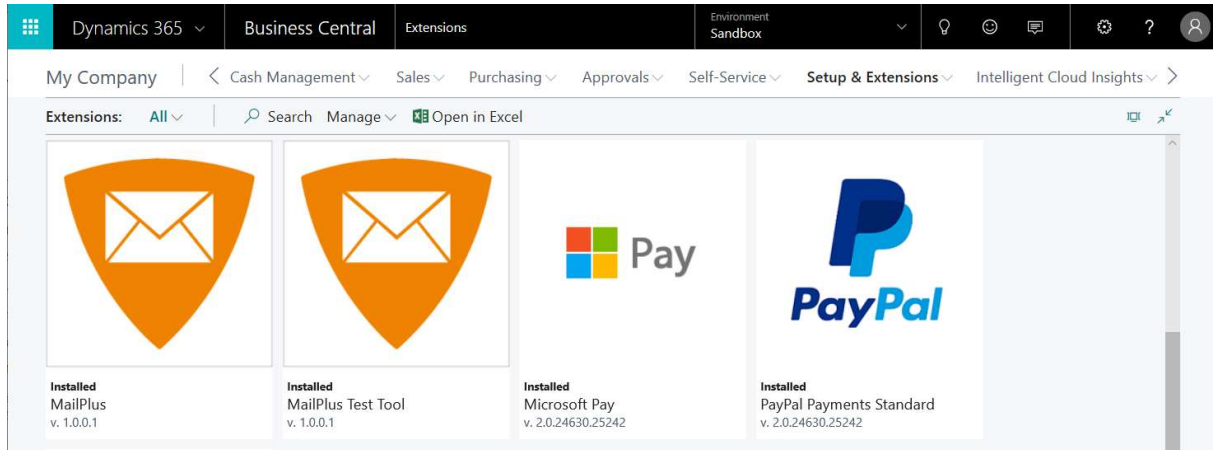 Dynamics 365 Business Central Extensions Environment Sandbox ?
My Company Cash Management Sales Purchasing Approvals Self-Service Setup & Extensions Intelligent Cloud Insights
Extensions: All Search Manage Open in Excel
Pay
PayPal
Installed
MailPlus
v. 1.0.0.1
Installed
MailPlus Test Tool
v. 1.0.0.1
Installed
Microsoft Pay
v. 2.0.24630.25242
Installed
PayPal Payments Standard
v. 2.0.24630.25242